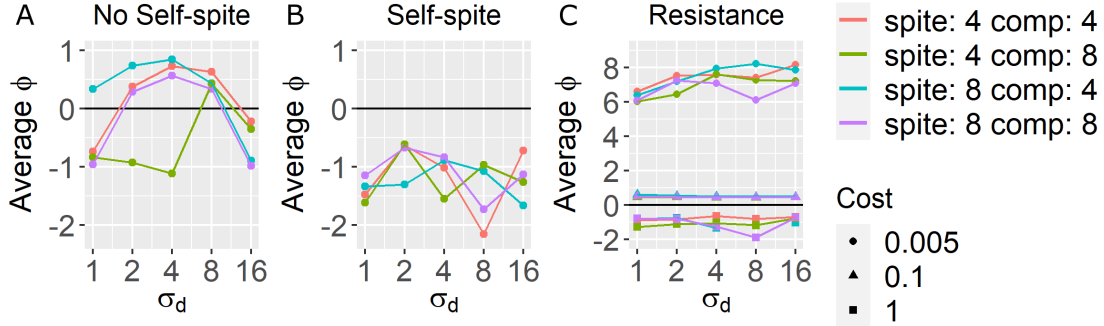 A No Self-spite
B Self-spite
C Resistance
Average ϕ
1
0
-1
-2
1 2 4 8 16
σd
Average ϕ
1
0
-1
-2
1 2 4 8 16
σd
Average ϕ
8
6
4
2
0
-2
1 2 4 8 16
σd
spite: 4 comp: 4
spite: 4 comp: 8
spite: 8 comp: 4
spite: 8 comp: 8
Cost
0.005
0.1
1